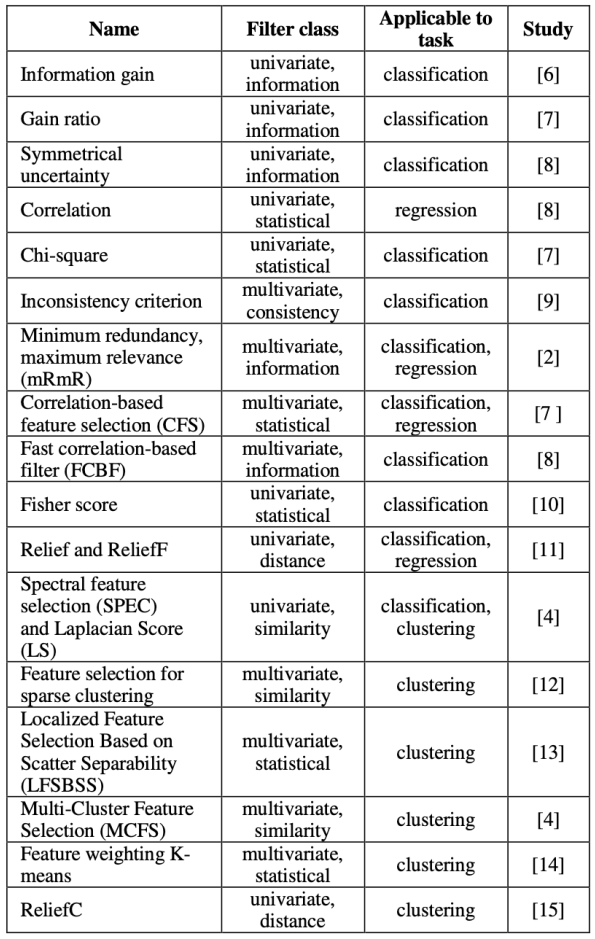 Name
Filter class
Applicable to
task
Study
Information gain
univariate,
information
classification
[6]
Gain ratio
univariate,
information
classification
[7]
Symmetrical
uncertainty
univariate,
information
classification
[8]
Correlation
univariate,
statistical
regression
[8]
Chi-square
univariate,
statistical
classification
[7]
Inconsistency criterion
multivariate,
consistency
classification
[9]
Minimum redundancy,
maximum relevance
(mRmR)
multivariate,
information
classification,
regression
[2]
Correlation-based
feature selection (CFS)
multivariate,
statistical
classification,
regression
[7 ]
Fast correlation-based
filter (FCBF)
multivariate,
information
classification
[8]
Fisher score
univariate,
statistical
classification
[10]
Relief and ReliefF
univariate,
distance
classification,
regression
[11]
Spectral feature
selection (SPEC)
and Laplacian Score
(LS)
univariate,
similarity
classification,
clustering
[4]
Feature selection for
sparse clustering
multivariate,
similarity
clustering
[12]
Localized Feature
Selection Based on
Scatter Separability
(LFSBSS)
multivariate,
statistical
clustering
[13]
Multi-Cluster Feature
Selection (MCFS)
multivariate,
similarity
clustering
[4]
Feature weighting K-
means
multivariate,
statistical
clustering
[14]
ReliefC
univariate,
distance
clustering
[15]